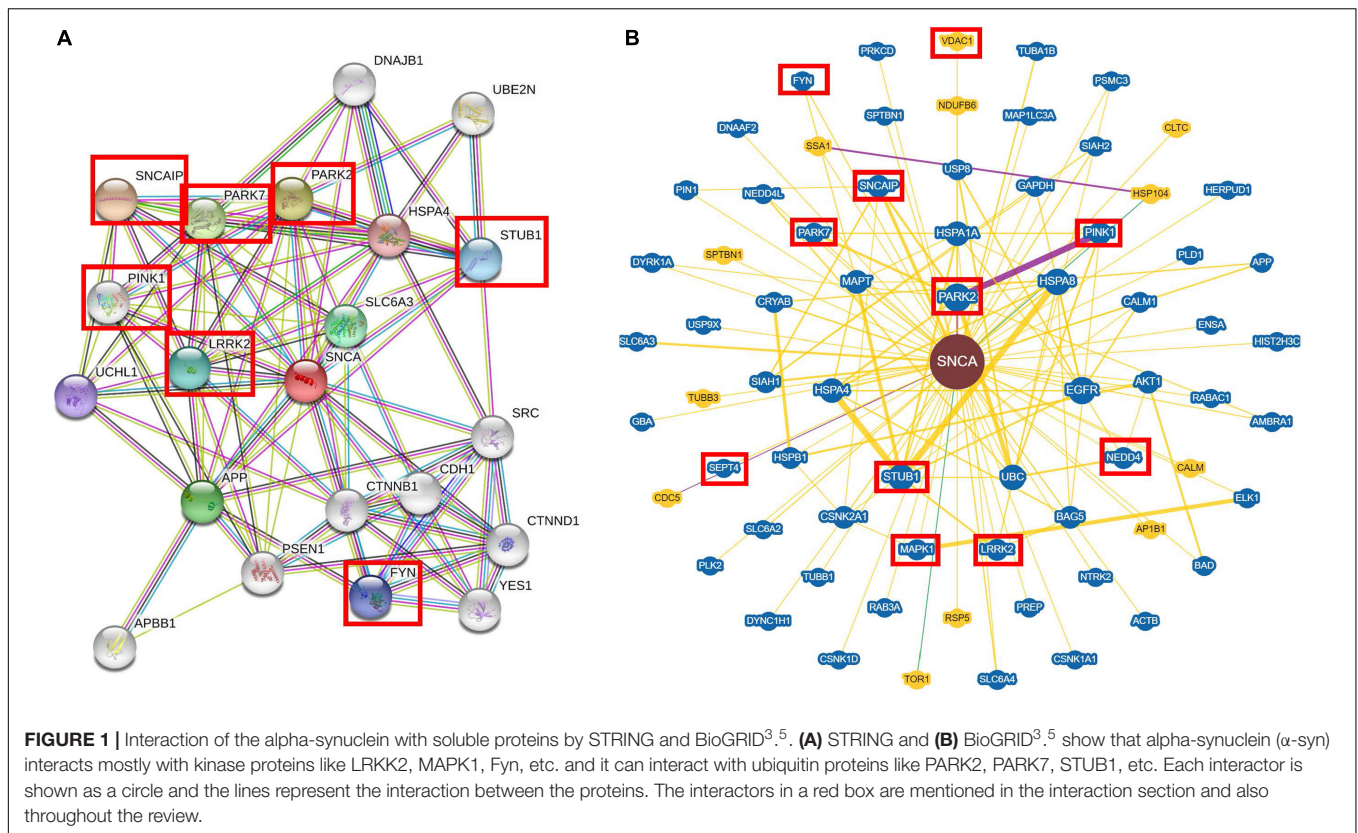 A
DNAJB1
UBE2N
SNCAIP
PARK7
PARK2
HSPA4
STUB1
PINK1
SLC6A3
LRRK2
SNCA
UCHL1
SRC
APP
CDH1
CTNNB1
CTNND1
PSEN1
FYN
YES1
APBB1
B
VDAC1
PRKCD
TUBA1B
FYN
PSMC3
NDUFB6
SPTBN1
MAP1LC3A
DNAAF2
CLTC
SSA1
SIAH2
USP8
PIN1
NEDD4L
SNCAIP
GAPDH
HSP104
HERPUD1
PARK7
HSPA1A
PINK1
SPTBN1
PLD1
DYRK1A
MAPT
HSPA8
APP
CRYAB
PARK2
CALM1
USP9X
ENSA
SLC6A3
HIST2H3C
SNCA
SIAH1
HSPA4
EGFR
AKT1
TUBB3
RABAC1
GBA
AMBRA1
HSPB1
NEDD4
SEPT4
STUB1
UBC
CALM
CDC5
ELK1
CSNK2A1
BAG5
SLC6A2
AP1B1
MAPK1
LRRK2
PLK2
BAD
TUBB1
NTRK2
RAB3A
PREP
DYNC1H1
RSP5
ACTB
CSNK1D
CSNK1A1
TOR1
SLC6A4
FIGURE 1 | Interaction of the alpha-synuclein with soluble proteins by STRING and BioGRID3.5. (A) STRING and (B) BioGRID3.5 show that alpha-synuclein (α-syn)
interacts mostly with kinase proteins like LRKK2, MAPK1, Fyn, etc. and it can interact with ubiquitin proteins like PARK2, PARK7, STUB1, etc. Each interactor is
shown as a circle and the lines represent the interaction between the proteins. The interactors in a red box are mentioned in the interaction section and also
throughout the review.